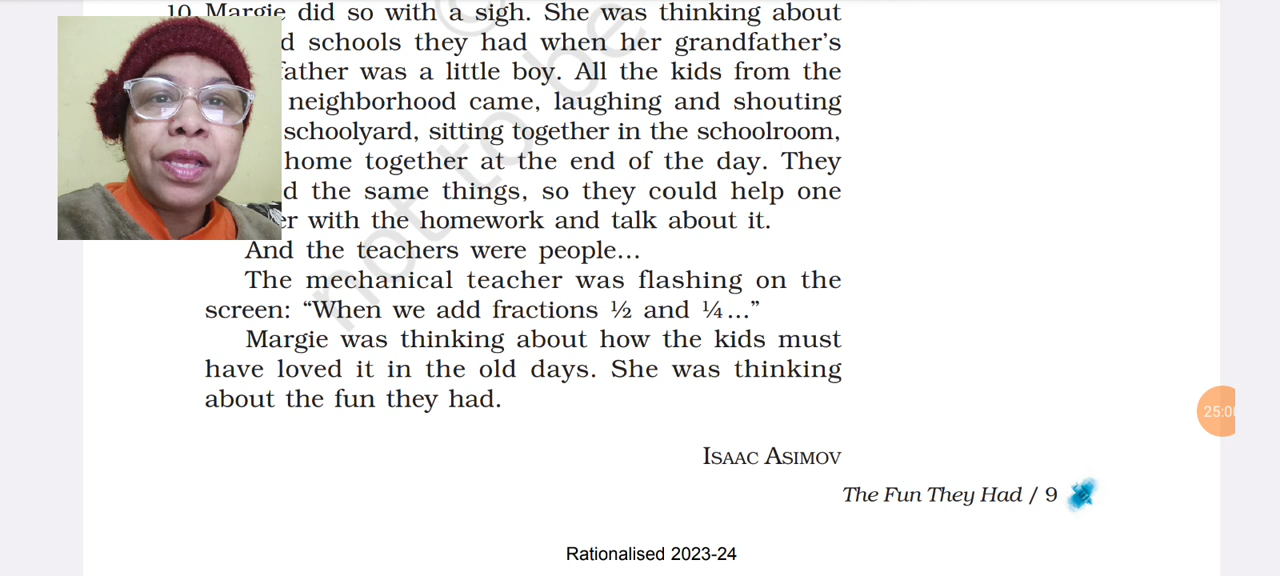 10 Margie did so with a sigh. She was thinking about
d schools they had when her grandfather's
father was a little boy. All the kids from the
neighborhood came, laughing and shouting
schoolyard, sitting together in the schoolroom,
home together at the end of the day. They
d the same things, so they could help one
er with the homework and talk about it.
And the teachers were people...
The mechanical teacher was flashing on the
screen: “When we add fractions ½ and ¼...”
Margie was thinking about how the kids must
have loved it in the old days. She was thinking
about the fun they had.
ISAAC ASIMOV
The Fun They Had / 9
Rationalised 2023-24
not to be
©